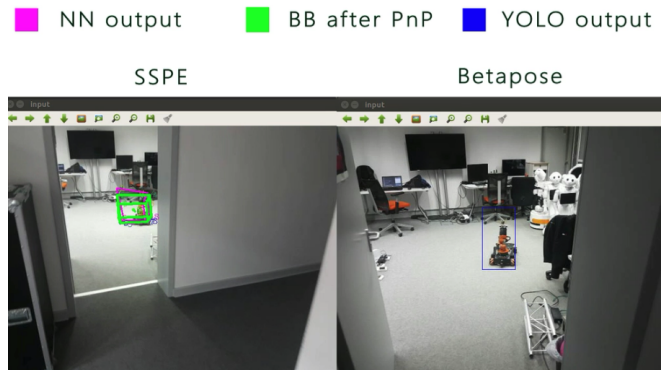 NN output
BB after PnP
YOLO output
SSPE
Betapose
Input
Input